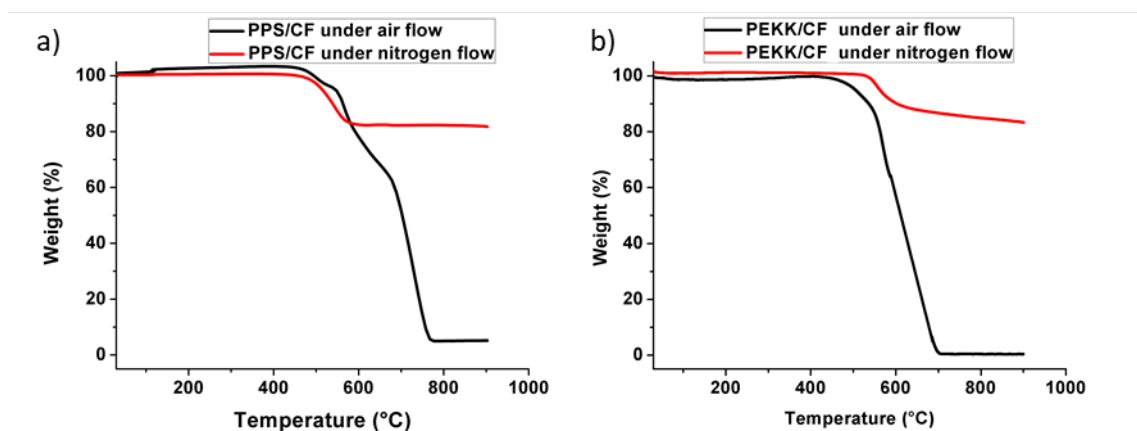 a)
PPS/CF under air flow
PPS/CF under nitrogen flow
100
80
60
40
20
0
Weight (%)
200 400 600 800 1000
Temperature (°C)
b)
PEKK/CF under air flow
PEKK/CF under nitrogen flow
100
80
60
40
20
0
Weight (%)
200 400 600 800 1000
Temperature (°C)